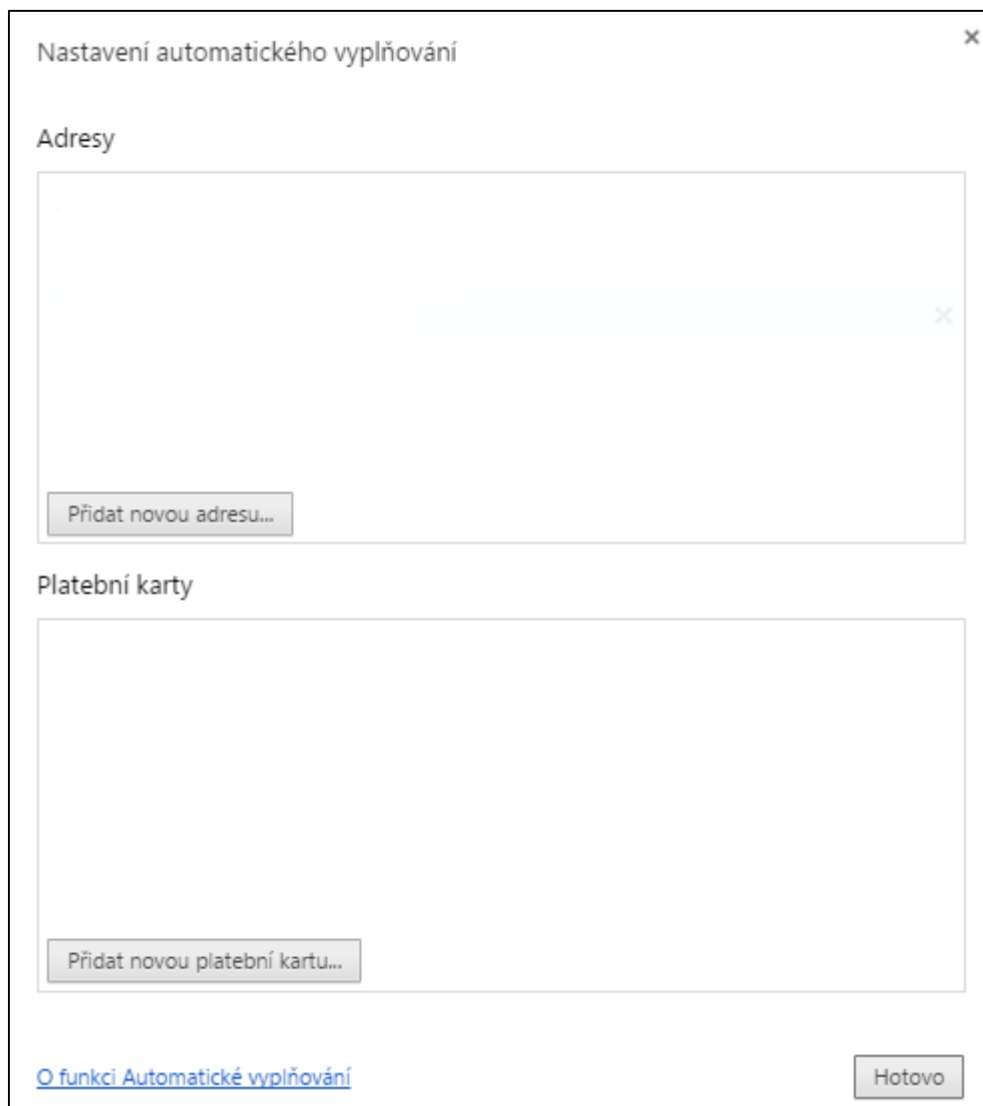 Nastavení automatického vyplňování
Adresy
Přidat novou adresu...
Platební karty
Přidat novou platební kartu...
O funkci Automatické vyplňování
Hotovo